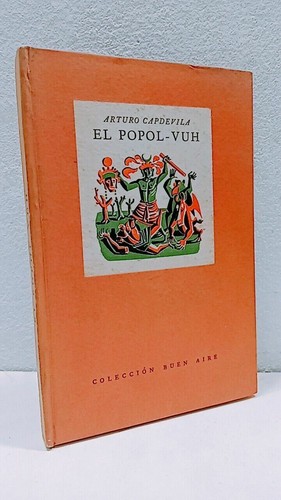 ARTURO CAPDEVILA
EL POPOL-VUH
COLECCIÓN BUEN AIRE